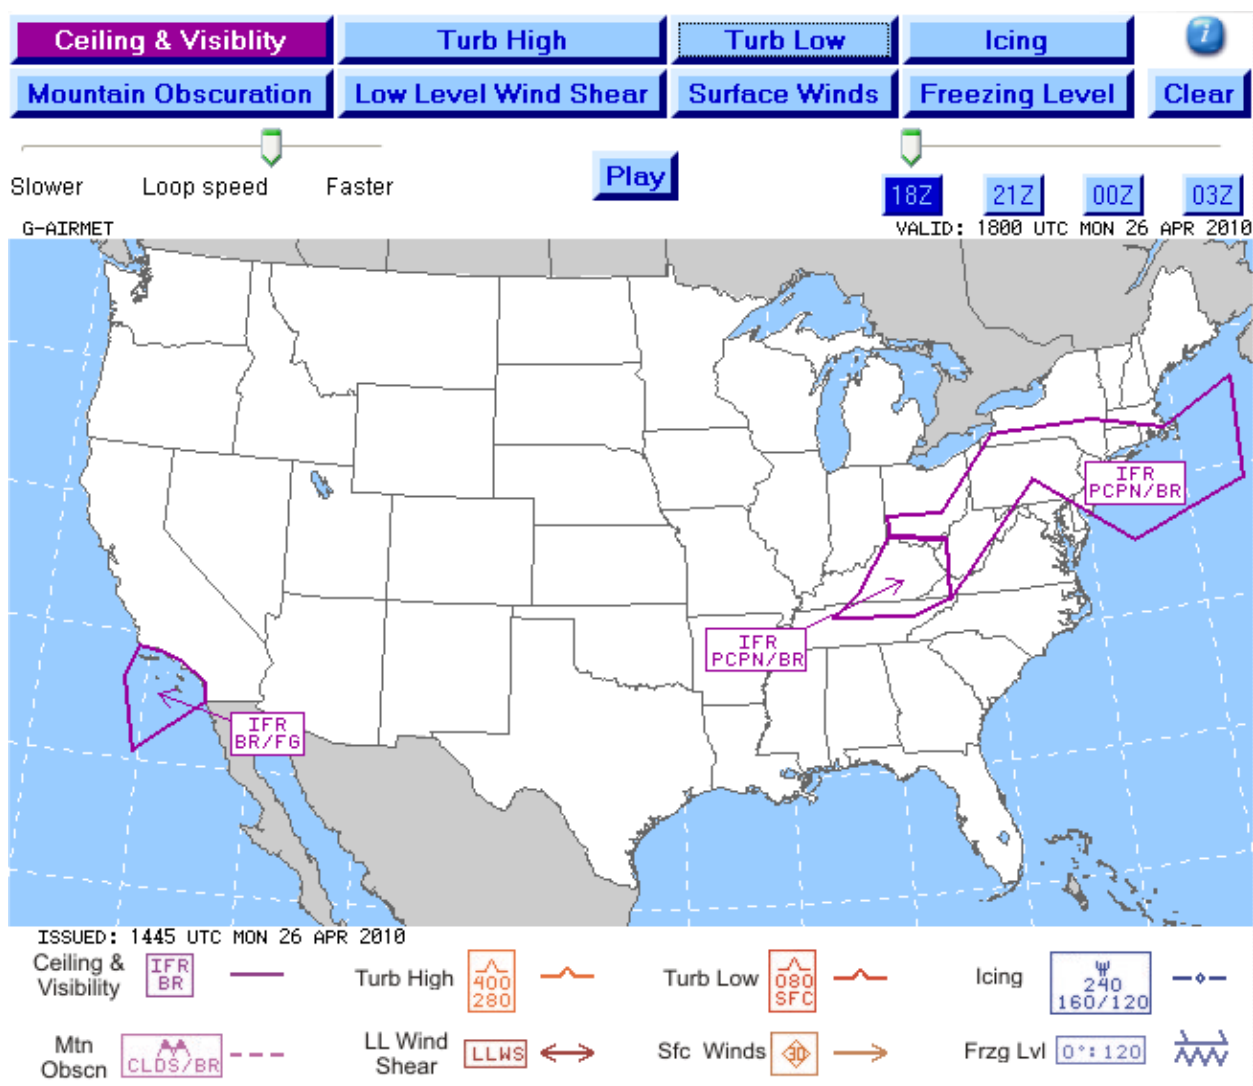 Ceiling & Visiblity Turb High Turb Low Icing i
Mountain Obscuration Low Level Wind Shear Surface Winds Freezing Level Clear
Slower Loop speed Faster Play 18Z 21Z 00Z 03Z
G-AIRMET VALID: 1800 UTC MON 26 APR 2010
IFR
PCPN/BR
IFR
PCPN/BR
IFR
BR/FG
ISSUED: 1445 UTC MON 26 APR 2010
Ceiling &
Visibility
IFR
BR
Turb High
400
280
Turb Low
080
SFC
Icing
240
160/120
Mtn
Obscn
CLDS/BR
LL Wind
Shear
LLWS
Sfc Winds
30
Frzg Lvl
0°:120